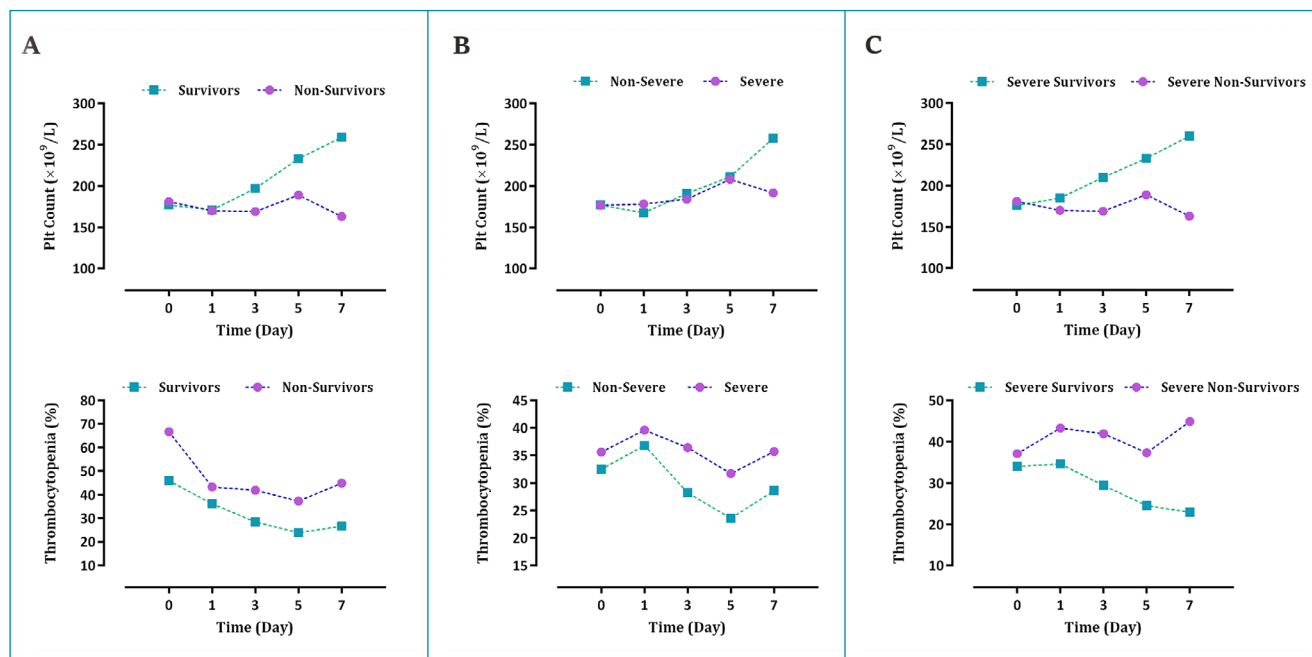 A
Survivors Non-Survivors
Plt Count (×10⁹/L)
300
250
200
150
100
0 1 3 5 7
Time (Day)
Survivors Non-Survivors
Thrombocytopenia (%)
80
70
60
50
40
30
20
10
0 1 3 5 7
Time (Day)
B
Non-Severe Severe
Plt Count (×10⁹/L)
300
250
200
150
100
0 1 3 5 7
Time (Day)
Non-Severe Severe
Thrombocytopenia (%)
45
40
35
30
25
20
15
0 1 3 5 7
Time (Day)
C
Severe Survivors Severe Non-Survivors
Plt Count (×10⁹/L)
300
250
200
150
100
0 1 3 5 7
Time (Day)
Severe Survivors Severe Non-Survivors
Thrombocytopenia (%)
50
40
30
20
10
0 1 3 5 7
Time (Day)